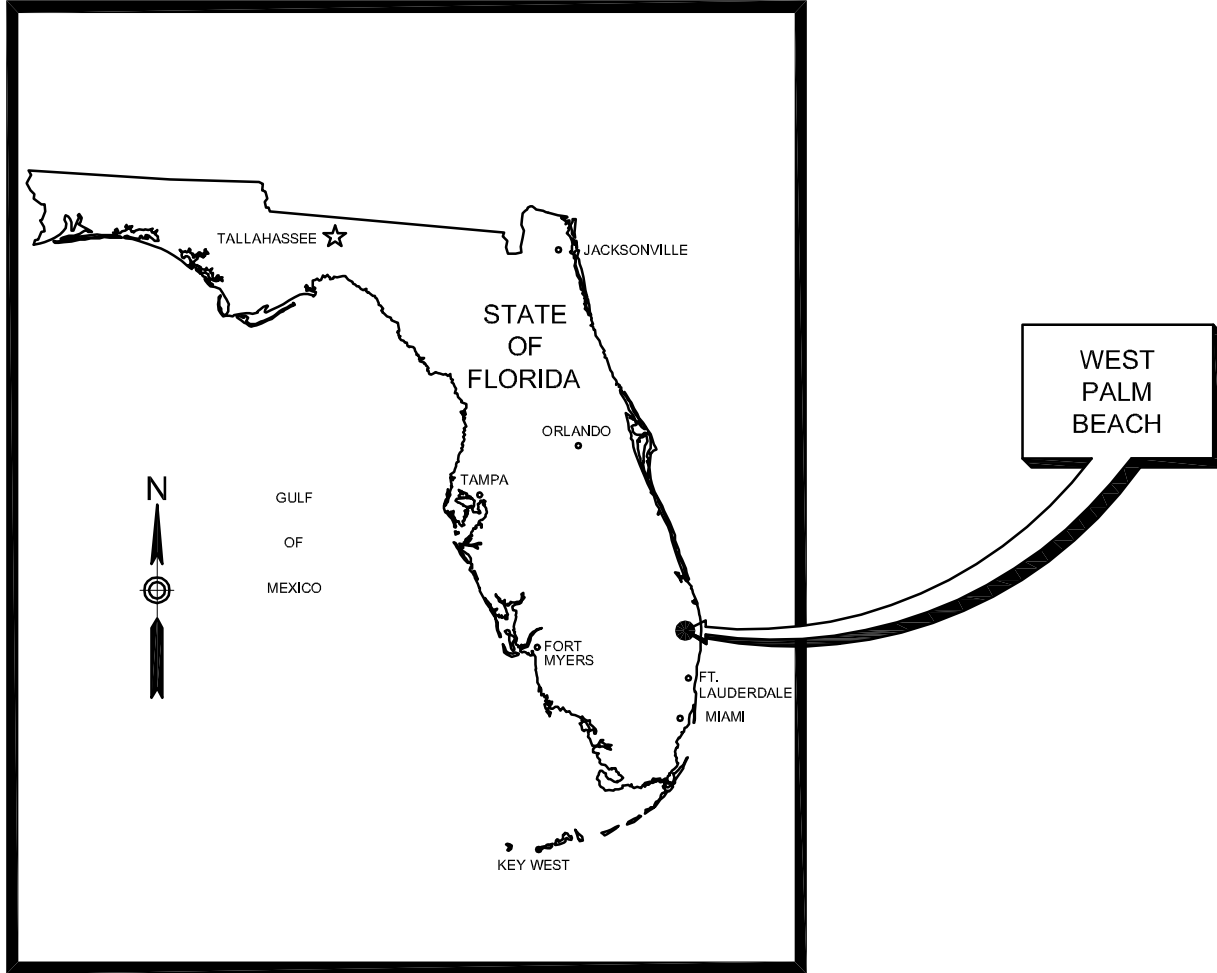 TALLAHASSEE
JACKSONVILLE
STATE
OF
FLORIDA
WEST
PALM
BEACH
ORLANDO
TAMPA
N
GULF
OF
MEXICO
FORT
MYERS
FT.
LAUDERDALE
MIAMI
KEY WEST